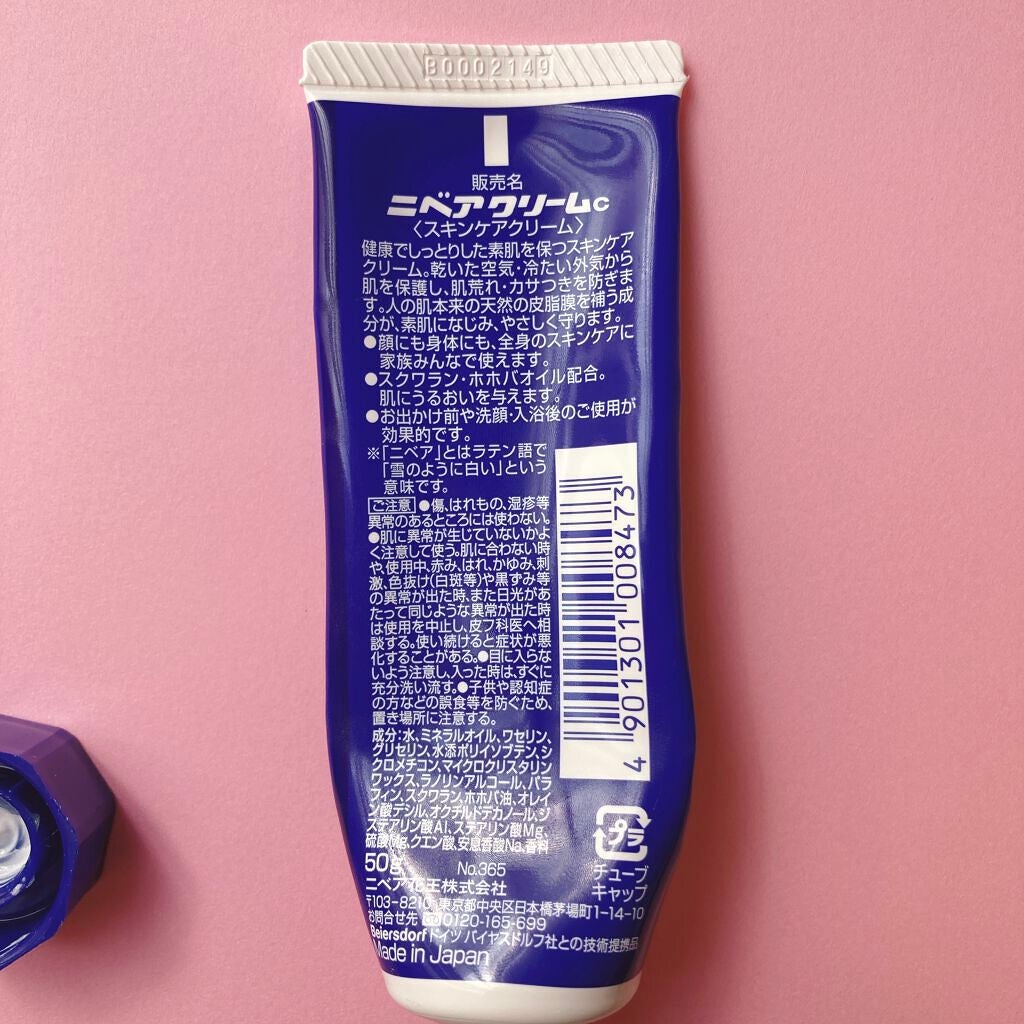 B0002149
販売名
ニベアクリームC
〈スキンケアクリーム〉
健康でしっとりした素肌を保つスキンケア
クリーム。乾いた空気・冷たい外気から
肌を保護し、肌荒れ・カサつきを防ぎま
す。人の肌本来の天然の皮脂膜を補う成
分が、素肌になじみ、やさしく守ります。
●顔にも身体にも、全身のスキンケアに
家族みんなで使えます。
●スクワラン・ホホバオイル配合。
肌にうるおいを与えます。
●お出かけ前や洗顔・入浴後のご使用が
効果的です。
※「ニベア」とはラテン語で
「雪のように白い」という
意味です。
ご注意 ●傷、はれもの、湿疹等
異常のあるところには使わない。
●肌に異常が生じていないかよ
く注意して使う。肌に合わない時
や、使用中、赤み、はれ、かゆみ、刺
激、色抜け(白斑等)や黒ずみ等
の異常が出た時、また日光があ
たって同じような異常が出た時
は使用を中止し、皮フ科医へ相
談する。使い続けると症状が悪
化することがある。●目に入らな
いよう注意し、入った時は、すぐに
充分洗い流す。●子供や認知症
の方などの誤食等を防ぐため、
置き場所に注意する。
成分:水、ミネラルオイル、ワセリン、
グリセリン、水添ポリイソブテン、シ
クロメチコン、マイクロクリスタリン
ワックス、ラノリンアルコール、パラ
フィン、スクワラン、ホホバ油、オレイ
ン酸デシル、オクチルドデカノール、ジ
ステアリン酸Al、ステアリン酸Mg、
硫酸Mg、クエン酸、安息香酸Na、香料
4 901301 008473
プラ
チューブ
キャップ
50g No.365
ニベア花王株式会社
〒103-8210 東京都中央区日本橋茅場町1-14-10
お問合せ先 0120-165-699
Beiersdorf ドイツ バイヤスドルフ社との技術提携品
Made in Japan